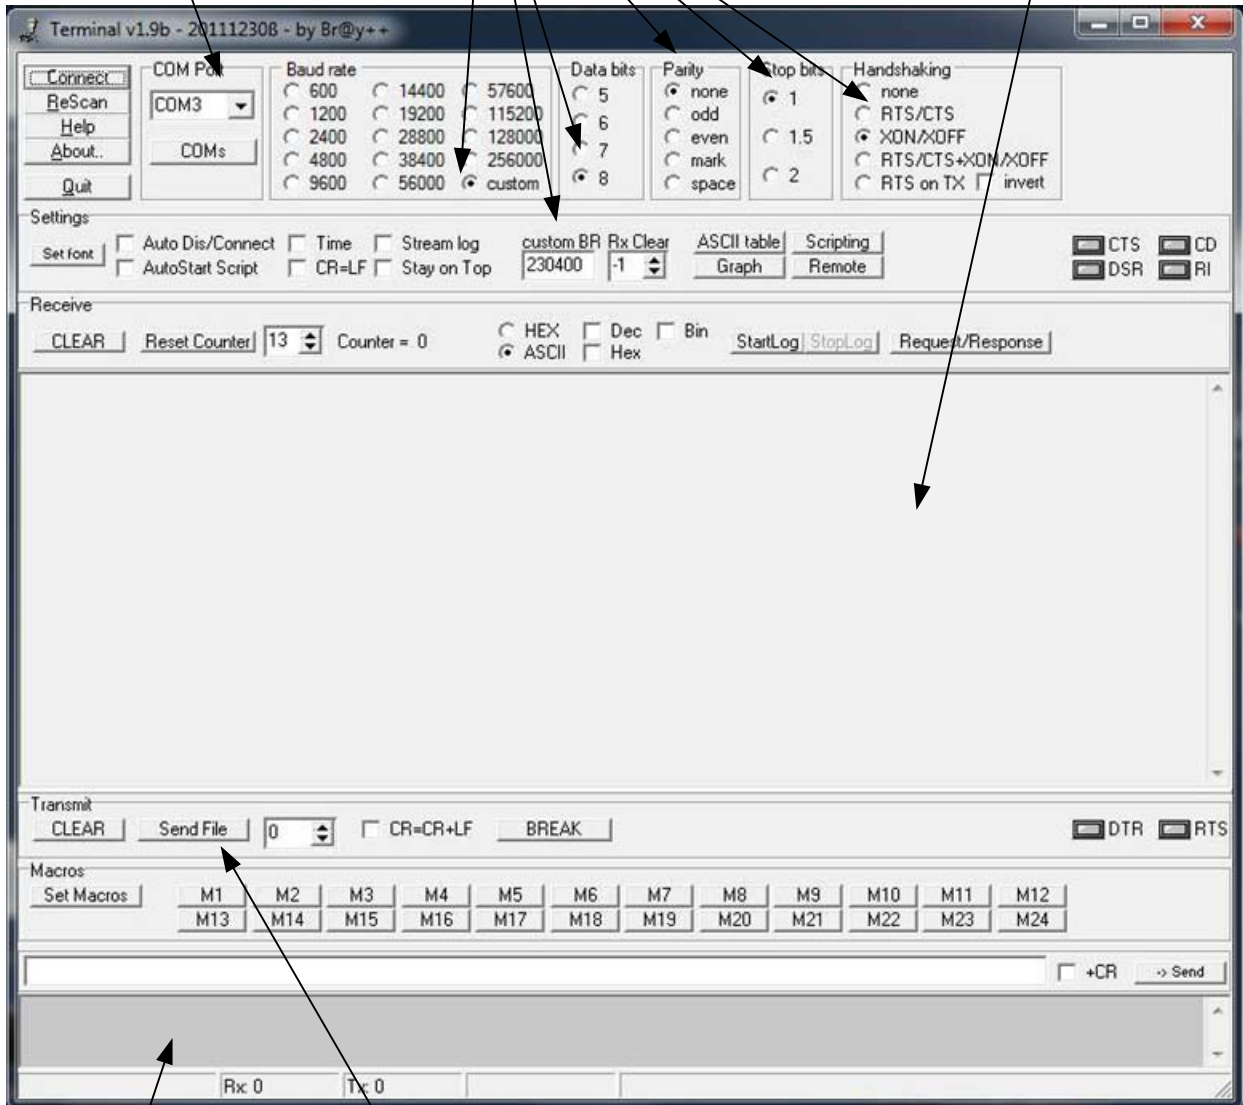 Terminal v1.9b - 20111230ß - by Br@y++
Connect
ReScan
Help
About..
Quit
COM Port
COM3
COMs
Baud rate
600 14400 57600
1200 19200 115200
2400 28800 128000
4800 38400 256000
9600 56000 custom
Data bits
5
6
7
8
Parity
none
odd
even
mark
space
Stop bits
1
1.5
2
Handshaking
none
RTS/CTS
XON/XOFF
RTS/CTS+XON/XOFF
RTS on TX invert
Settings
Set font
Auto Dis/Connect Time Stream log
AutoStart Script CR=LF Stay on Top
custom BR Rx Clear
230400 -1
ASCII table Scripting
Graph Remote
CTS CD
DSR RI
Receive
CLEAR Reset Counter 13 Counter = 0
HEX Dec Bin
ASCII Hex
StartLog StopLog Request/Response
Transmit
CLEAR Send File 0 CR=CR+LF BREAK
DTR RTS
Macros
Set Macros M1 M2 M3 M4 M5 M6 M7 M8 M9 M10 M11 M12
M13 M14 M15 M16 M17 M18 M19 M20 M21 M22 M23 M24
+CR -> Send
Rx: 0 Tx: 0